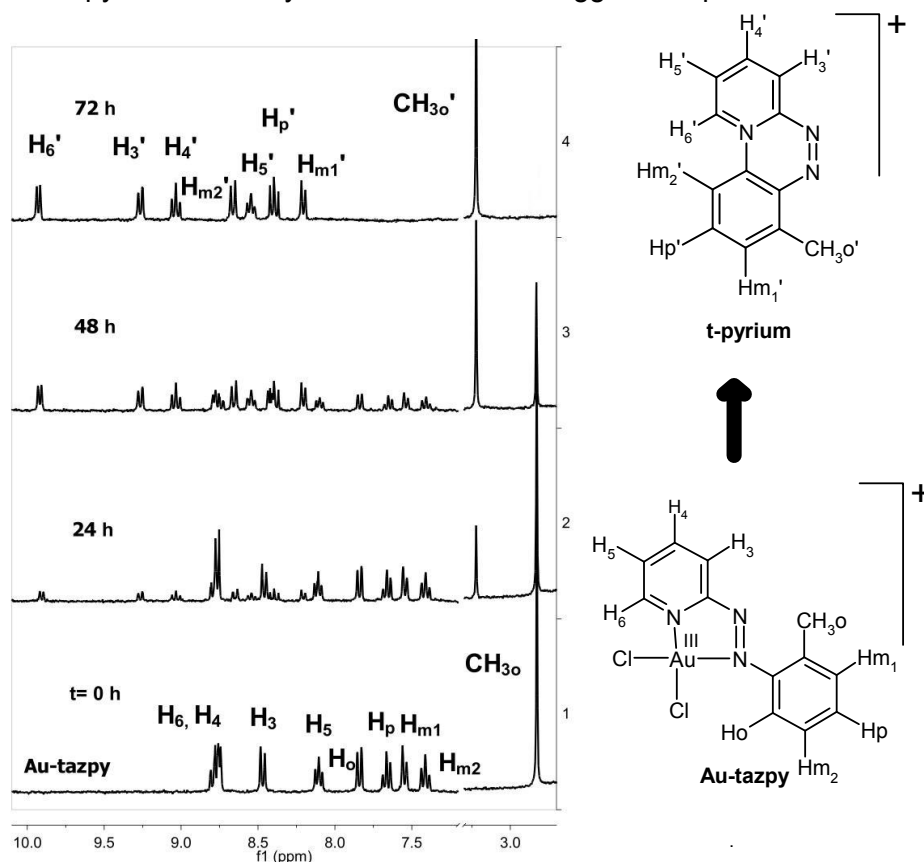 H₄'
H₅'
H₃'
H₆'
N
N
N
+
Hm₂'
Hp'
CH₃o'
Hm₁'
t-pyrium
72 h
H₆'
H₃'
H₄'
Hₘ₂'
H₅'
Hₚ'
Hₘ₁'
CH₃ₒ'
4
48 h
3
24 h
2
t= 0 h
Au-tazpy
H₆, H₄
H₃
H₅
Hₒ
Hₚ
Hₘ₁
Hₘ₂
CH₃ₒ
1
10.0 9.5 9.0 8.5 8.0 7.5 3.0
f1 (ppm)
+
H₄
H₅
H₃
H₆
N
N
N
III
Au
Cl
Cl
CH₃o
Hm₁
Ho
Hp
Hm₂
Au-tazpy